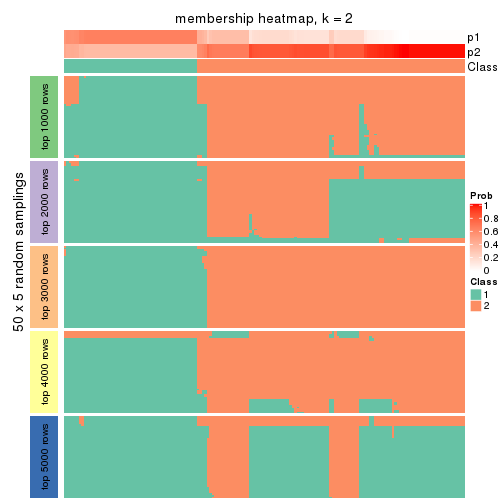 membership heatmap, k = 2
p1
p2
Class
50 x 5 random samplings
top 1000 rows
top 2000 rows
top 3000 rows
top 4000 rows
top 5000 rows
Prob
1
0.8
0.6
0.4
0.2
0
Class
1
2